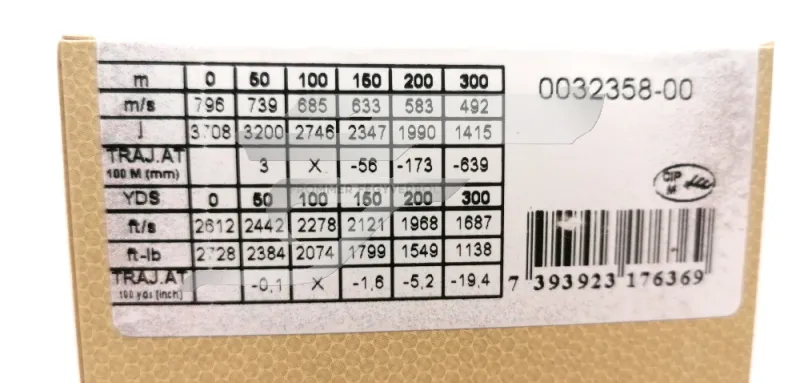 m 0 50 100 150 200 300
m/s 796 739 685 633 583 492
J 3708 3200 2746 2347 1990 1415
TRAJ.AT
100 M (mm) 3 X -56 -173 -639
YDS 0 50 100 150 200 300
ft/s 2612 2442 2278 2121 1968 1687
ft-lb 2728 2384 2074 1799 1549 1138
TRAJ.AT
100 yds (inch) -0,1 X -1,6 -5,2 -19,4
0032358-00
CIP
M
7 393923 176369